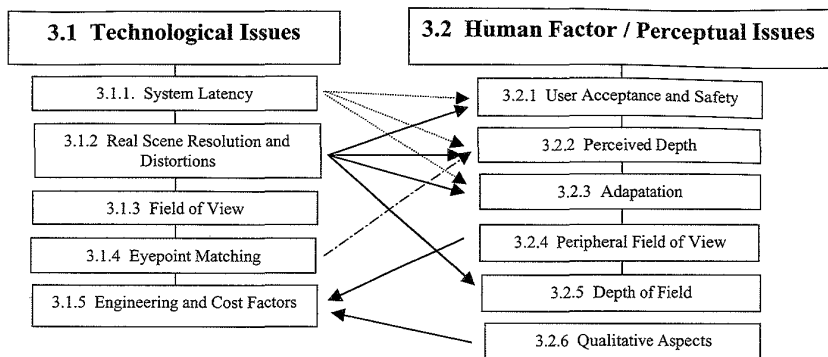 3.1 Technological Issues
3.1.1. System Latency
3.1.2 Real Scene Resolution and
Distortions
3.1.3 Field of View
3.1.4 Eyepoint Matching
3.1.5 Engineering and Cost Factors
3.2 Human Factor / Perceptual Issues
3.2.1 User Acceptance and Safety
3.2.2 Perceived Depth
3.2.3 Adapatation
3.2.4 Peripheral Field of View
3.2.5 Depth of Field
3.2.6 Qualitative Aspects